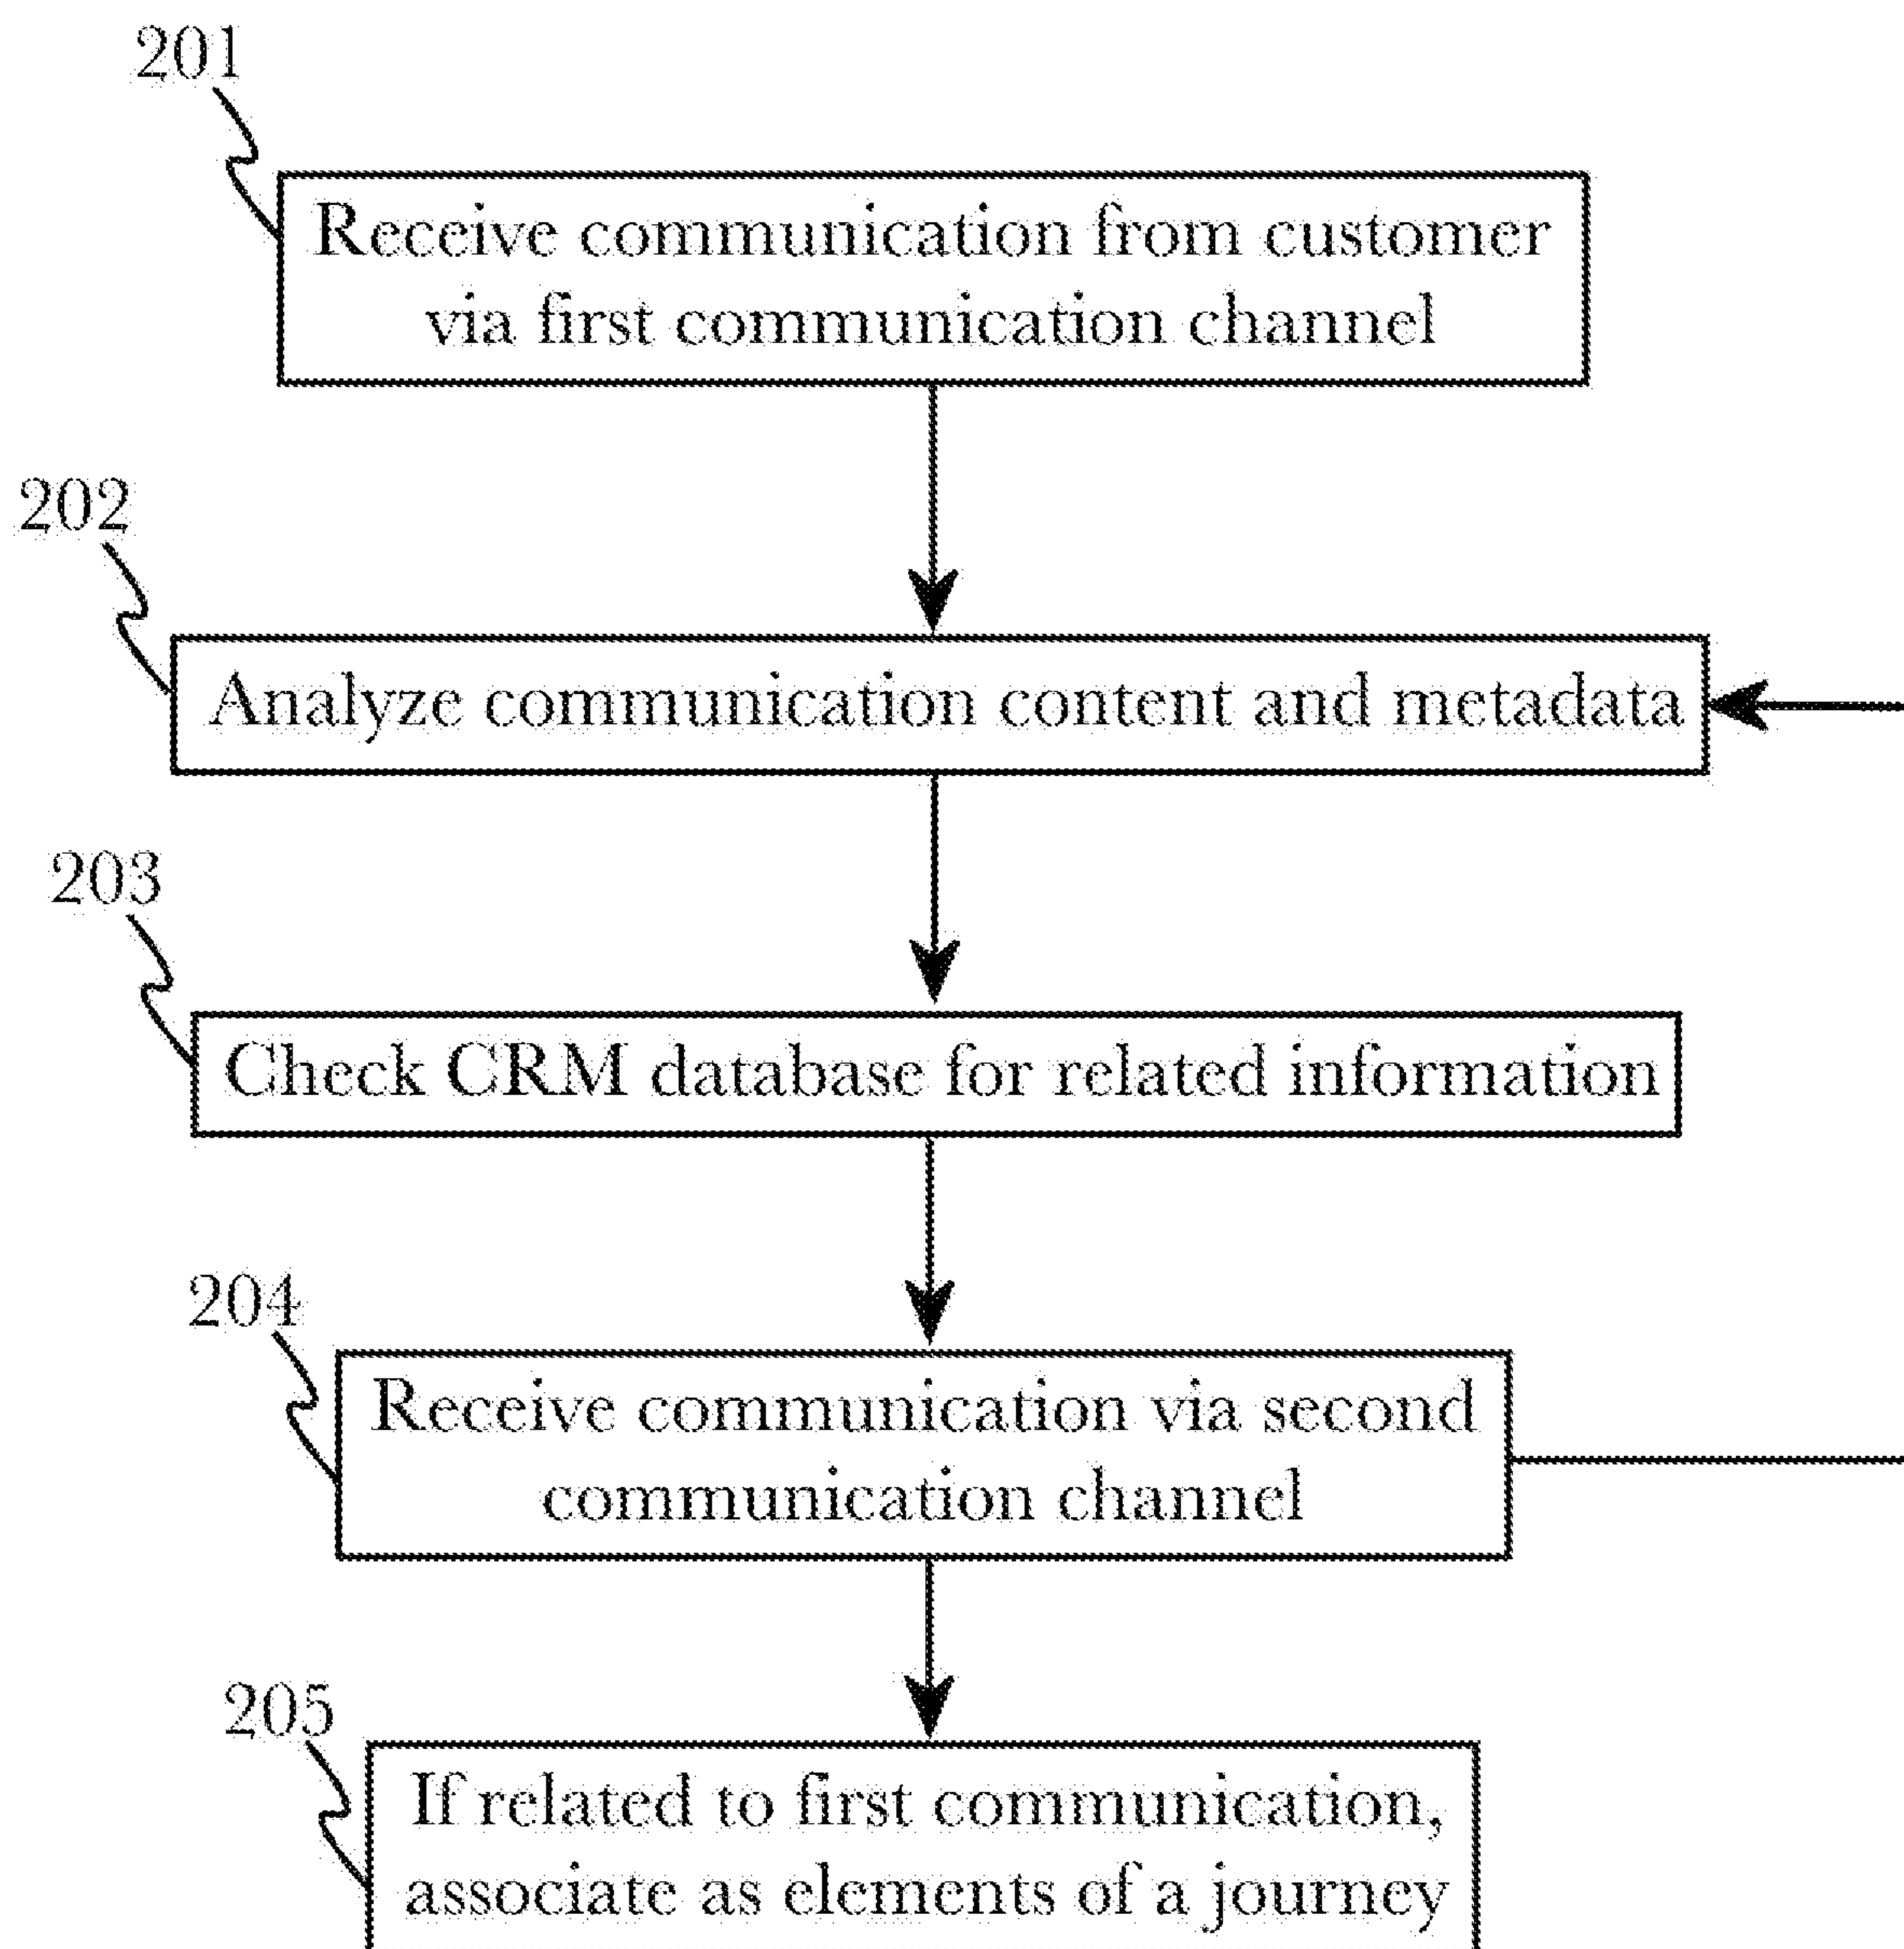 201
Receive communication from customer
via first communication channel
202
Analyze communication content and metadata
203
Check CRM database for related information
204
Receive communication via second
communication channel
205
If related to first communication,
associate as elements of a journey